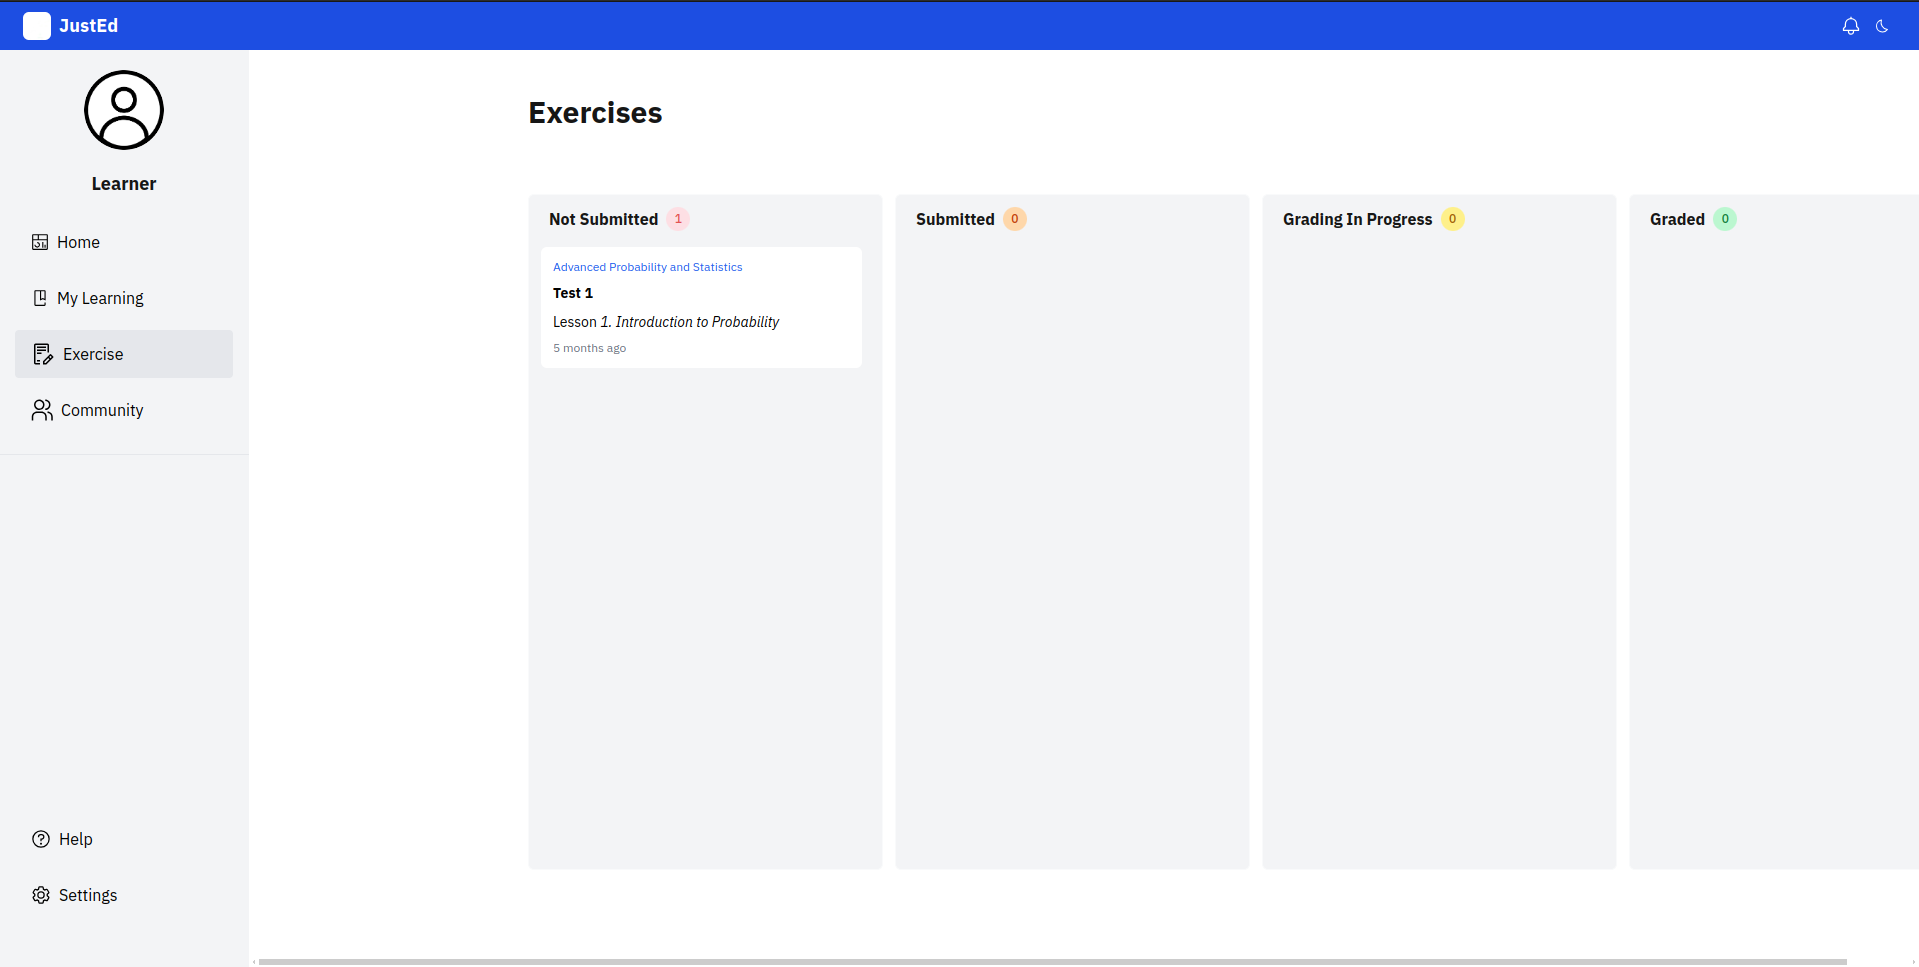 JustEd
Learner
Home
My Learning
Exercise
Community
Help
Settings
Exercises
Not Submitted 1
Advanced Probability and Statistics
Test 1
Lesson 1. Introduction to Probability
5 months ago
Submitted 0
Grading In Progress 0
Graded 0